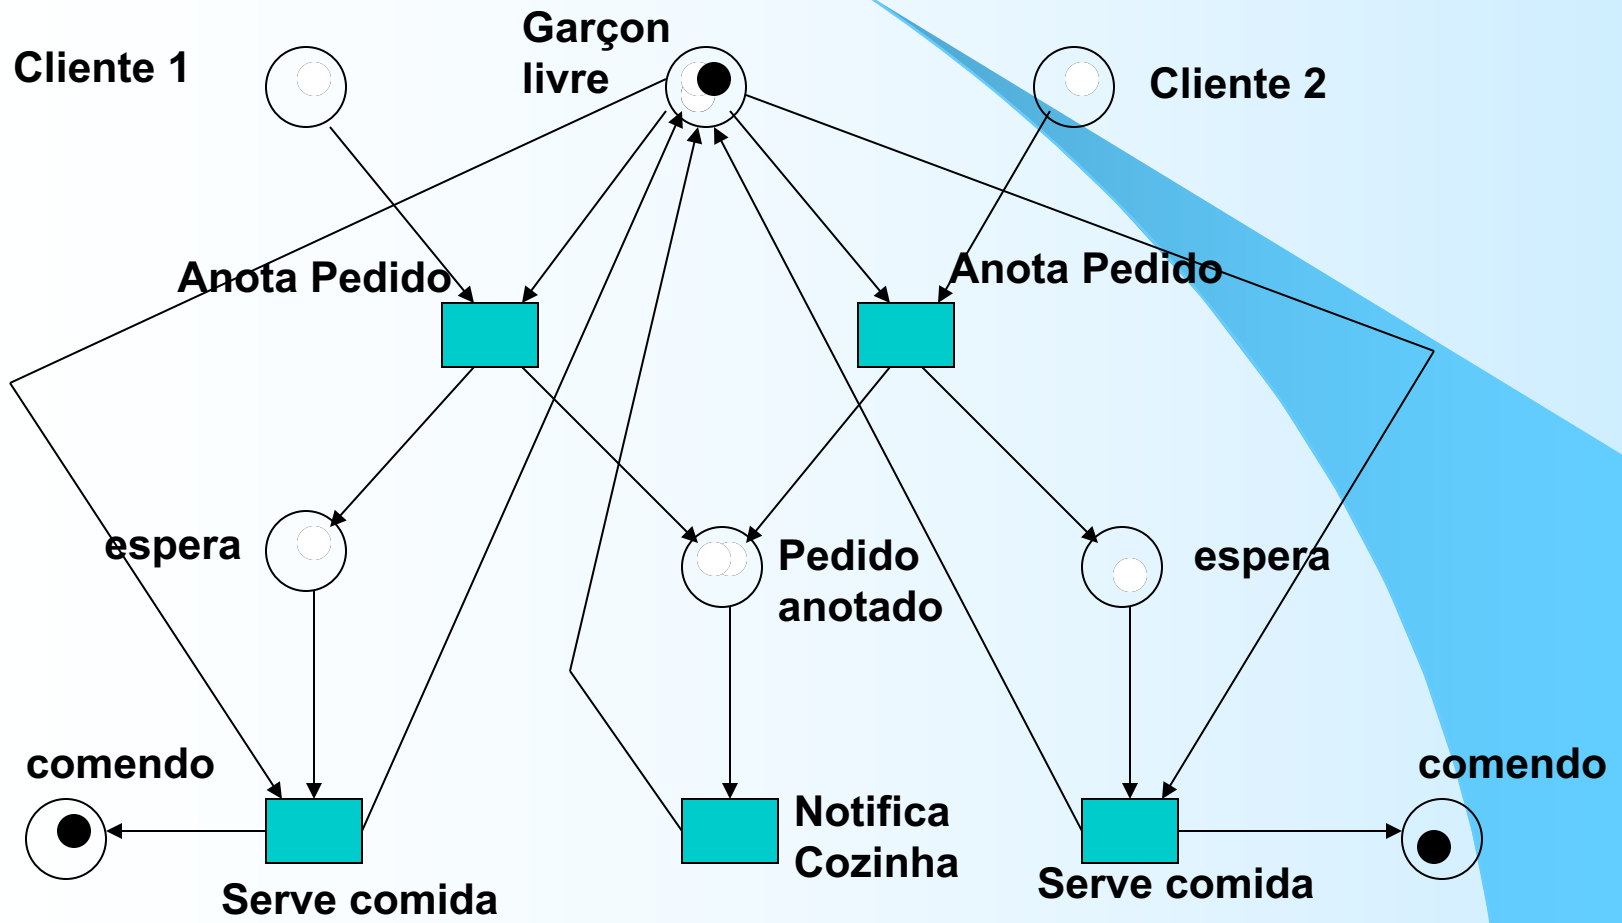 Garçon
livre
Cliente 1
Cliente 2
Anota Pedido
Anota Pedido
espera
Pedido
anotado
espera
comendo
comendo
Notifica
Cozinha
Serve comida
Serve comida